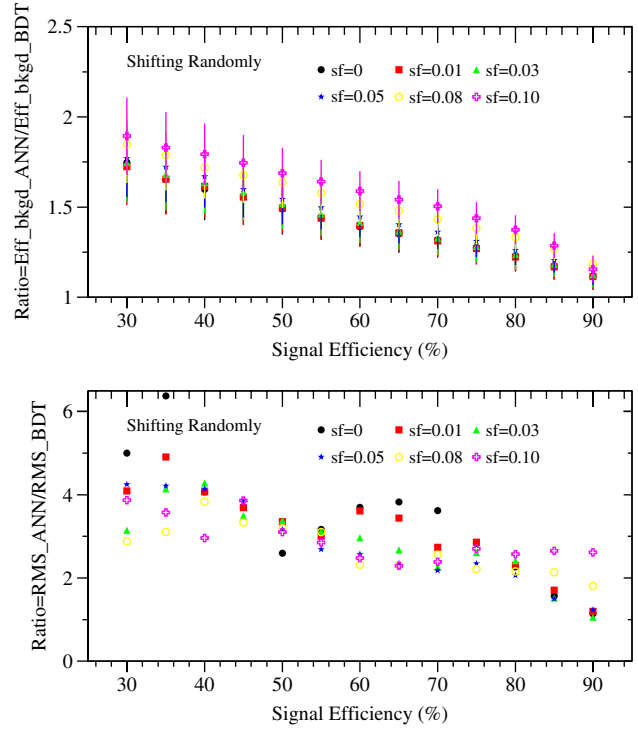 Ratio=Eff_bkgd_ANN/Eff_bkgd_BDT
2.5
2
1.5
1
Shifting Randomly
sf=0 sf=0.01 sf=0.03
sf=0.05 sf=0.08 sf=0.10
30 40 50 60 70 80 90
Signal Efficiency (%)
Ratio=RMS_ANN/RMS_BDT
6
4
2
0
Shifting Randomly
sf=0 sf=0.01 sf=0.03
sf=0.05 sf=0.08 sf=0.10
30 40 50 60 70 80 90
Signal Efficiency (%)